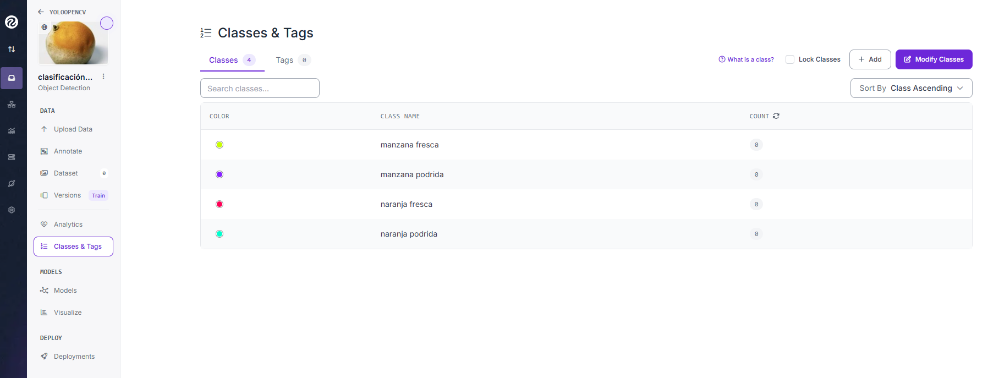 YOLOOPENCV
clasificación...
Object Detection
DATA
Upload Data
Annotate
Dataset 0
Versions Train
Analytics
Classes & Tags
MODELS
Models
Visualize
DEPLOY
Deployments
Classes & Tags
Classes 4 Tags 0
What is a class? Lock Classes + Add Modify Classes
Search classes...
Sort By Class Ascending
COLOR CLASS NAME COUNT
manzana fresca 0
manzana podrida 0
naranja fresca 0
naranja podrida 0